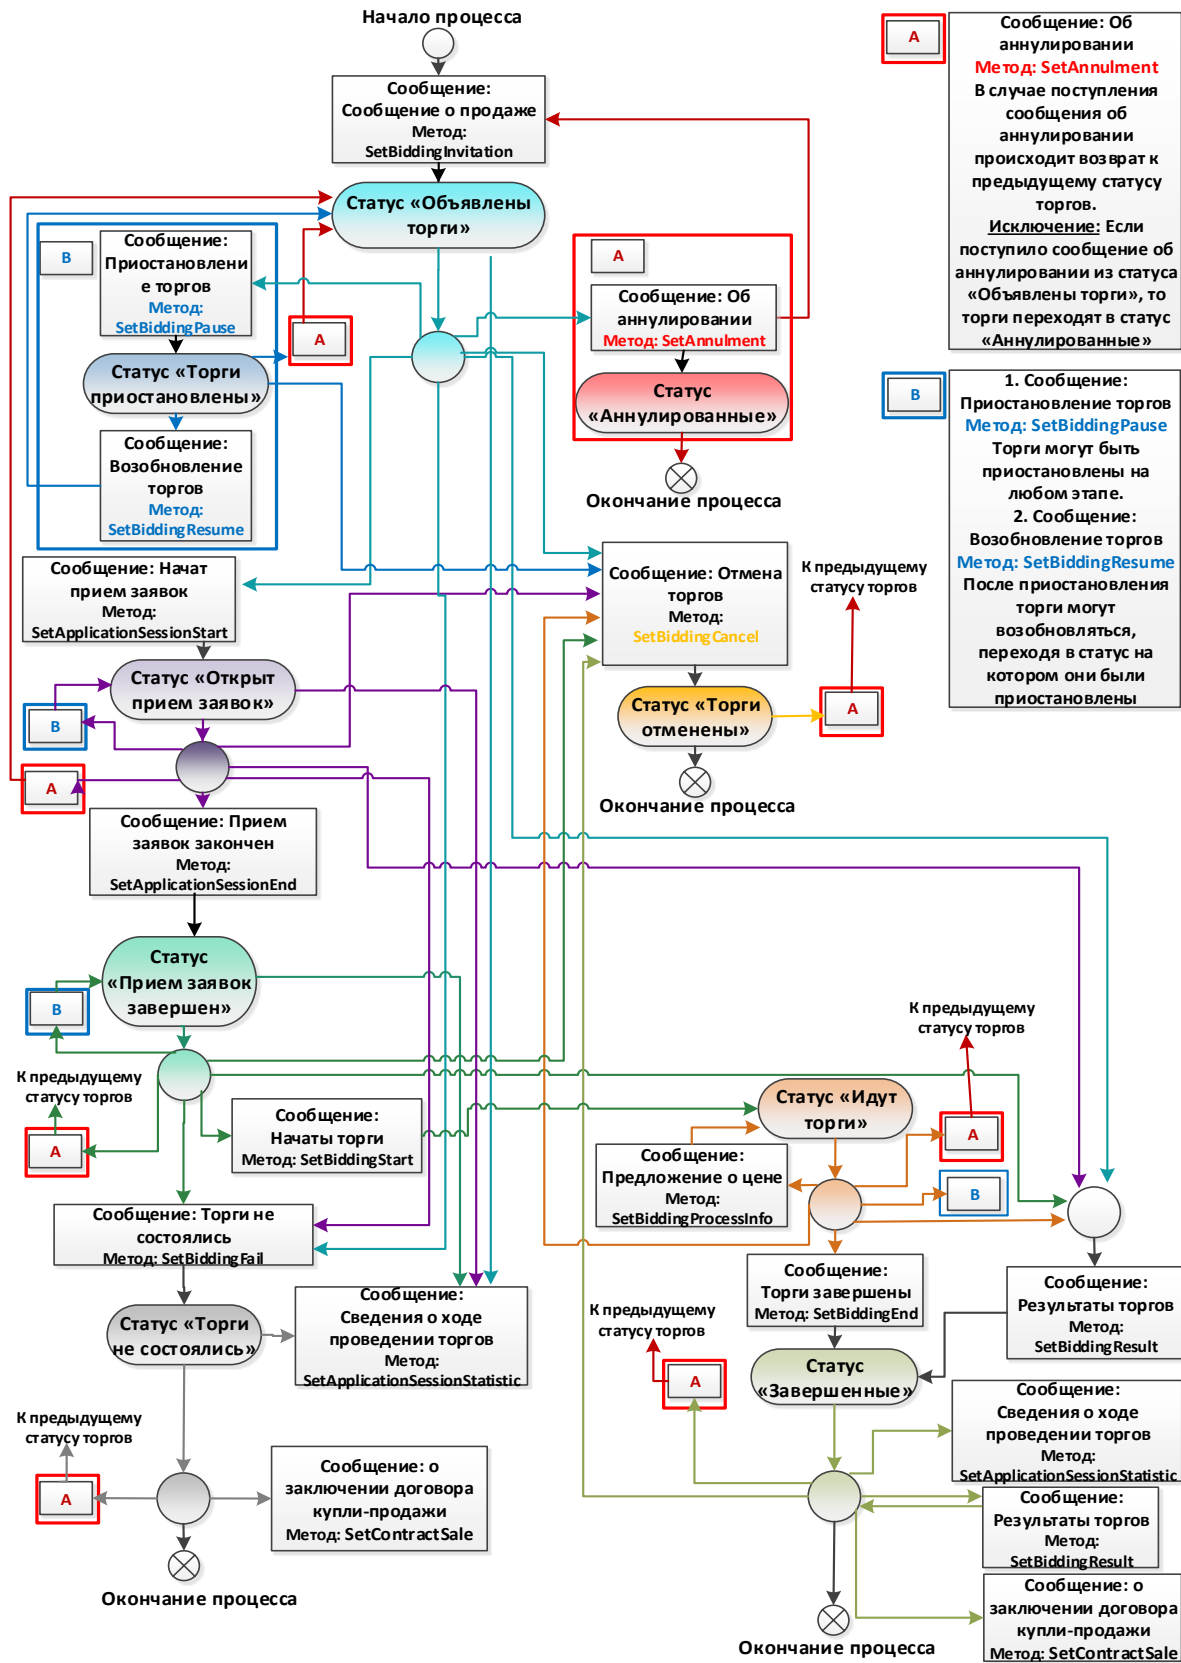 Начало процесса
Сообщение:
Сообщение о продаже
Метод:
SetBiddingInvitation
Статус «Объявлены
торги»
A
Сообщение: Об
аннулировании
Метод: SetAnnulment
В случае поступления
сообщения об
аннулировании
происходит возврат к
предыдущему статусу
торгов.
Исключение: Если
поступило сообщение об
аннулировании из статуса
«Объявлены торги», то
торги переходят в статус
«Аннулированные»
B
1. Сообщение:
Приостановление торгов
Метод: SetBiddingPause
Торги могут быть
приостановлены на
любом этапе.
2. Сообщение:
Возобновление торгов
Метод: SetBiddingResume
После приостановления
торги могут
возобновляться,
переходя в статус на
котором они были
приостановлены
B
Сообщение:
Приостановлени
е торгов
Метод:
SetBiddingPause
A
Статус «Торги
приостановлены»
Сообщение:
Возобновление
торгов
Метод:
SetBiddingResume
A
Сообщение: Об
аннулировании
Метод: SetAnnulment
Статус
«Аннулированные»
Окончание процесса
Сообщение: Начат
прием заявок
Метод:
SetApplicationSessionStart
Сообщение: Отмена
торгов
Метод:
SetBiddingCancel
К предыдущему
статусу торгов
Статус «Открыт
прием заявок»
B
Статус «Торги
отменены»
A
A
Окончание процесса
Сообщение: Прием
заявок закончен
Метод:
SetApplicationSessionEnd
Статус
«Прием заявок
завершен»
B
К предыдущему
статусу торгов
A
Сообщение:
Начаты торги
Метод: SetBiddingStart
К предыдущему
статусу торгов
Статус «Идут
торги»
A
Сообщение:
Предложение о цене
Метод:
SetBiddingProcessInfo
B
Сообщение: Торги не
состоялись
Метод: SetBiddingFail
Сообщение:
Торги завершены
Метод: SetBiddingEnd
Сообщение:
Результаты торгов
Метод:
SetBiddingResult
Статус «Торги
не состоялись»
Сообщение:
Сведения о ходе
проведении торгов
Метод:
SetApplicationSessionStatistic
К предыдущему
статусу торгов
A
Статус
«Завершенные»
Сообщение:
Сведения о ходе
проведении торгов
Метод:
SetApplicationSessionStatistic
К предыдущему
статусу торгов
A
Сообщение: о
заключении договора
купли-продажи
Метод: SetContractSale
Сообщение:
Результаты торгов
Метод:
SetBiddingResult
Окончание процесса
Сообщение: о
заключении договора
купли-продажи
Метод: SetContractSale
Окончание процесса